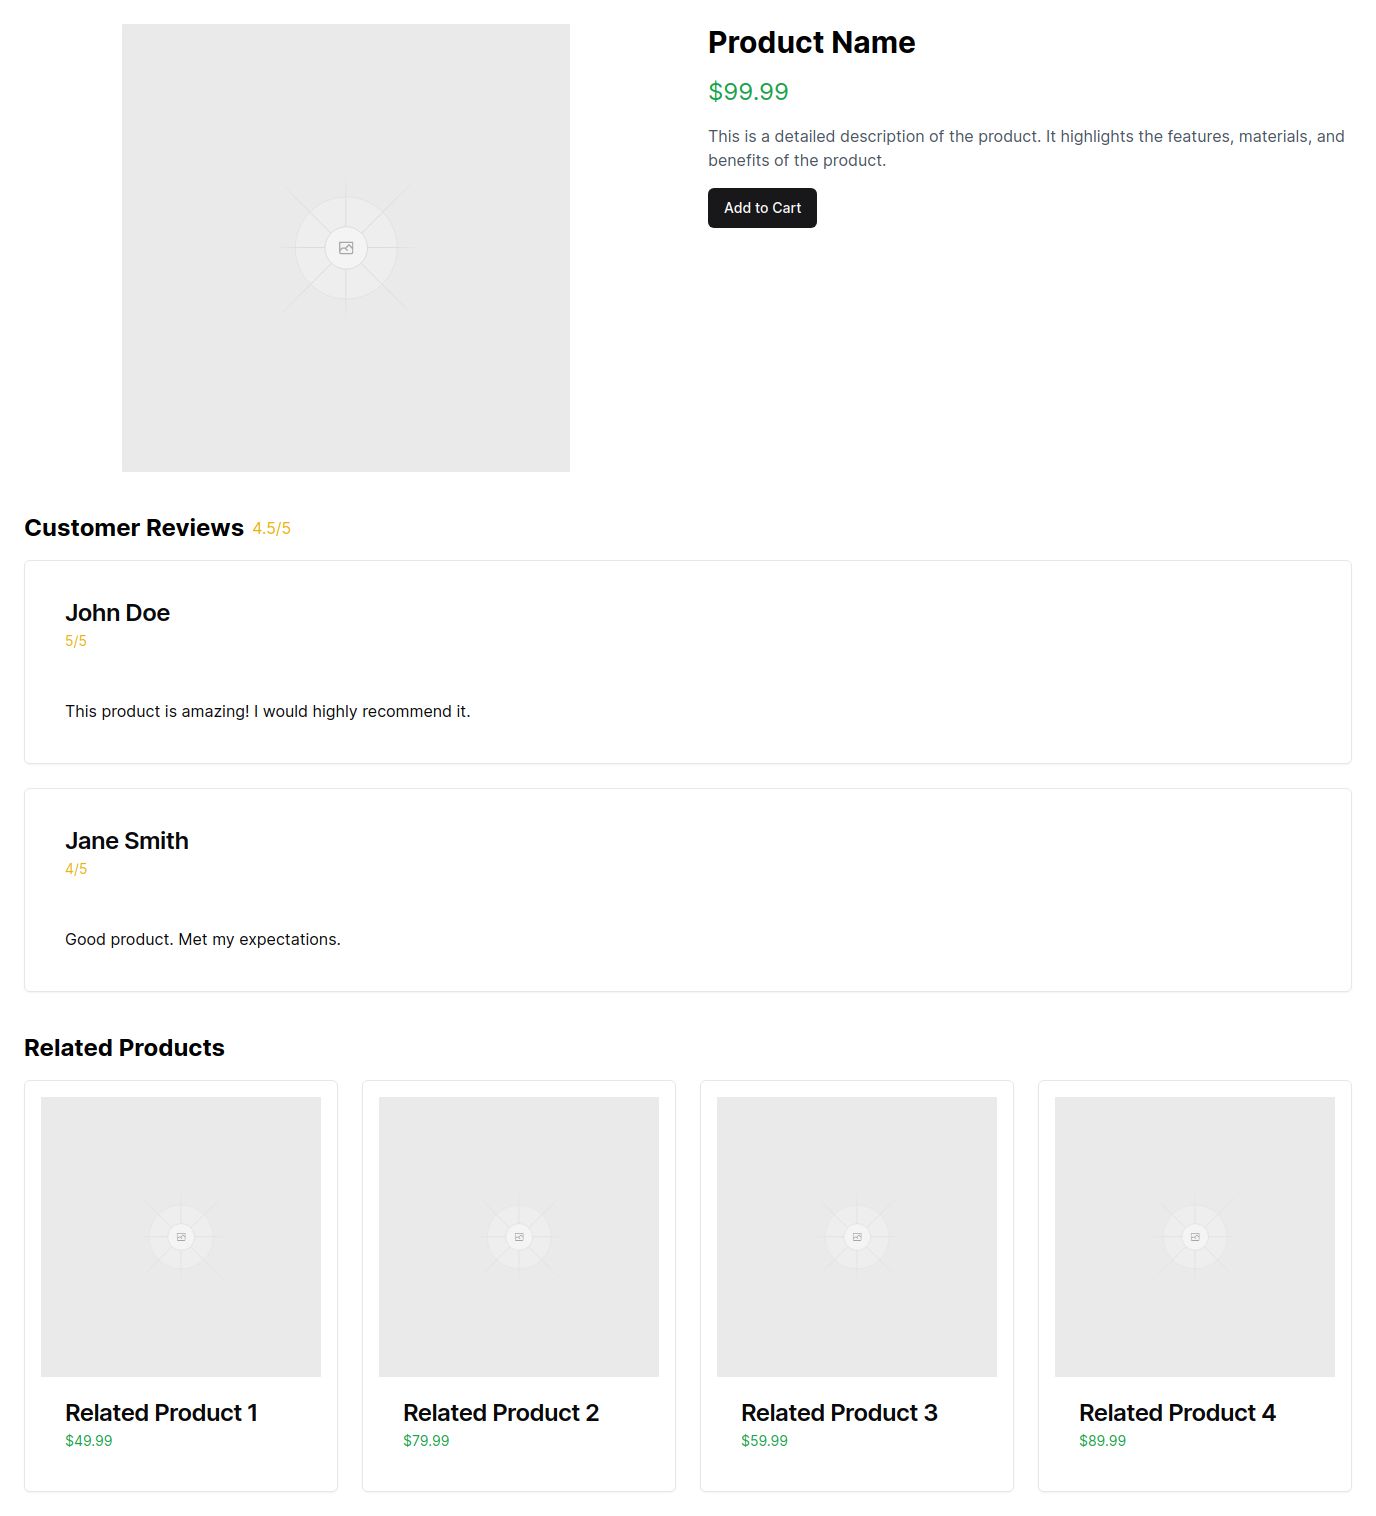 Product Name
$99.99
This is a detailed description of the product. It highlights the features, materials, and
benefits of the product.
Add to Cart
Customer Reviews 4.5/5
John Doe
5/5
This product is amazing! I would highly recommend it.
Jane Smith
4/5
Good product. Met my expectations.
Related Products
Related Product 1
$49.99
Related Product 2
$79.99
Related Product 3
$59.99
Related Product 4
$89.99